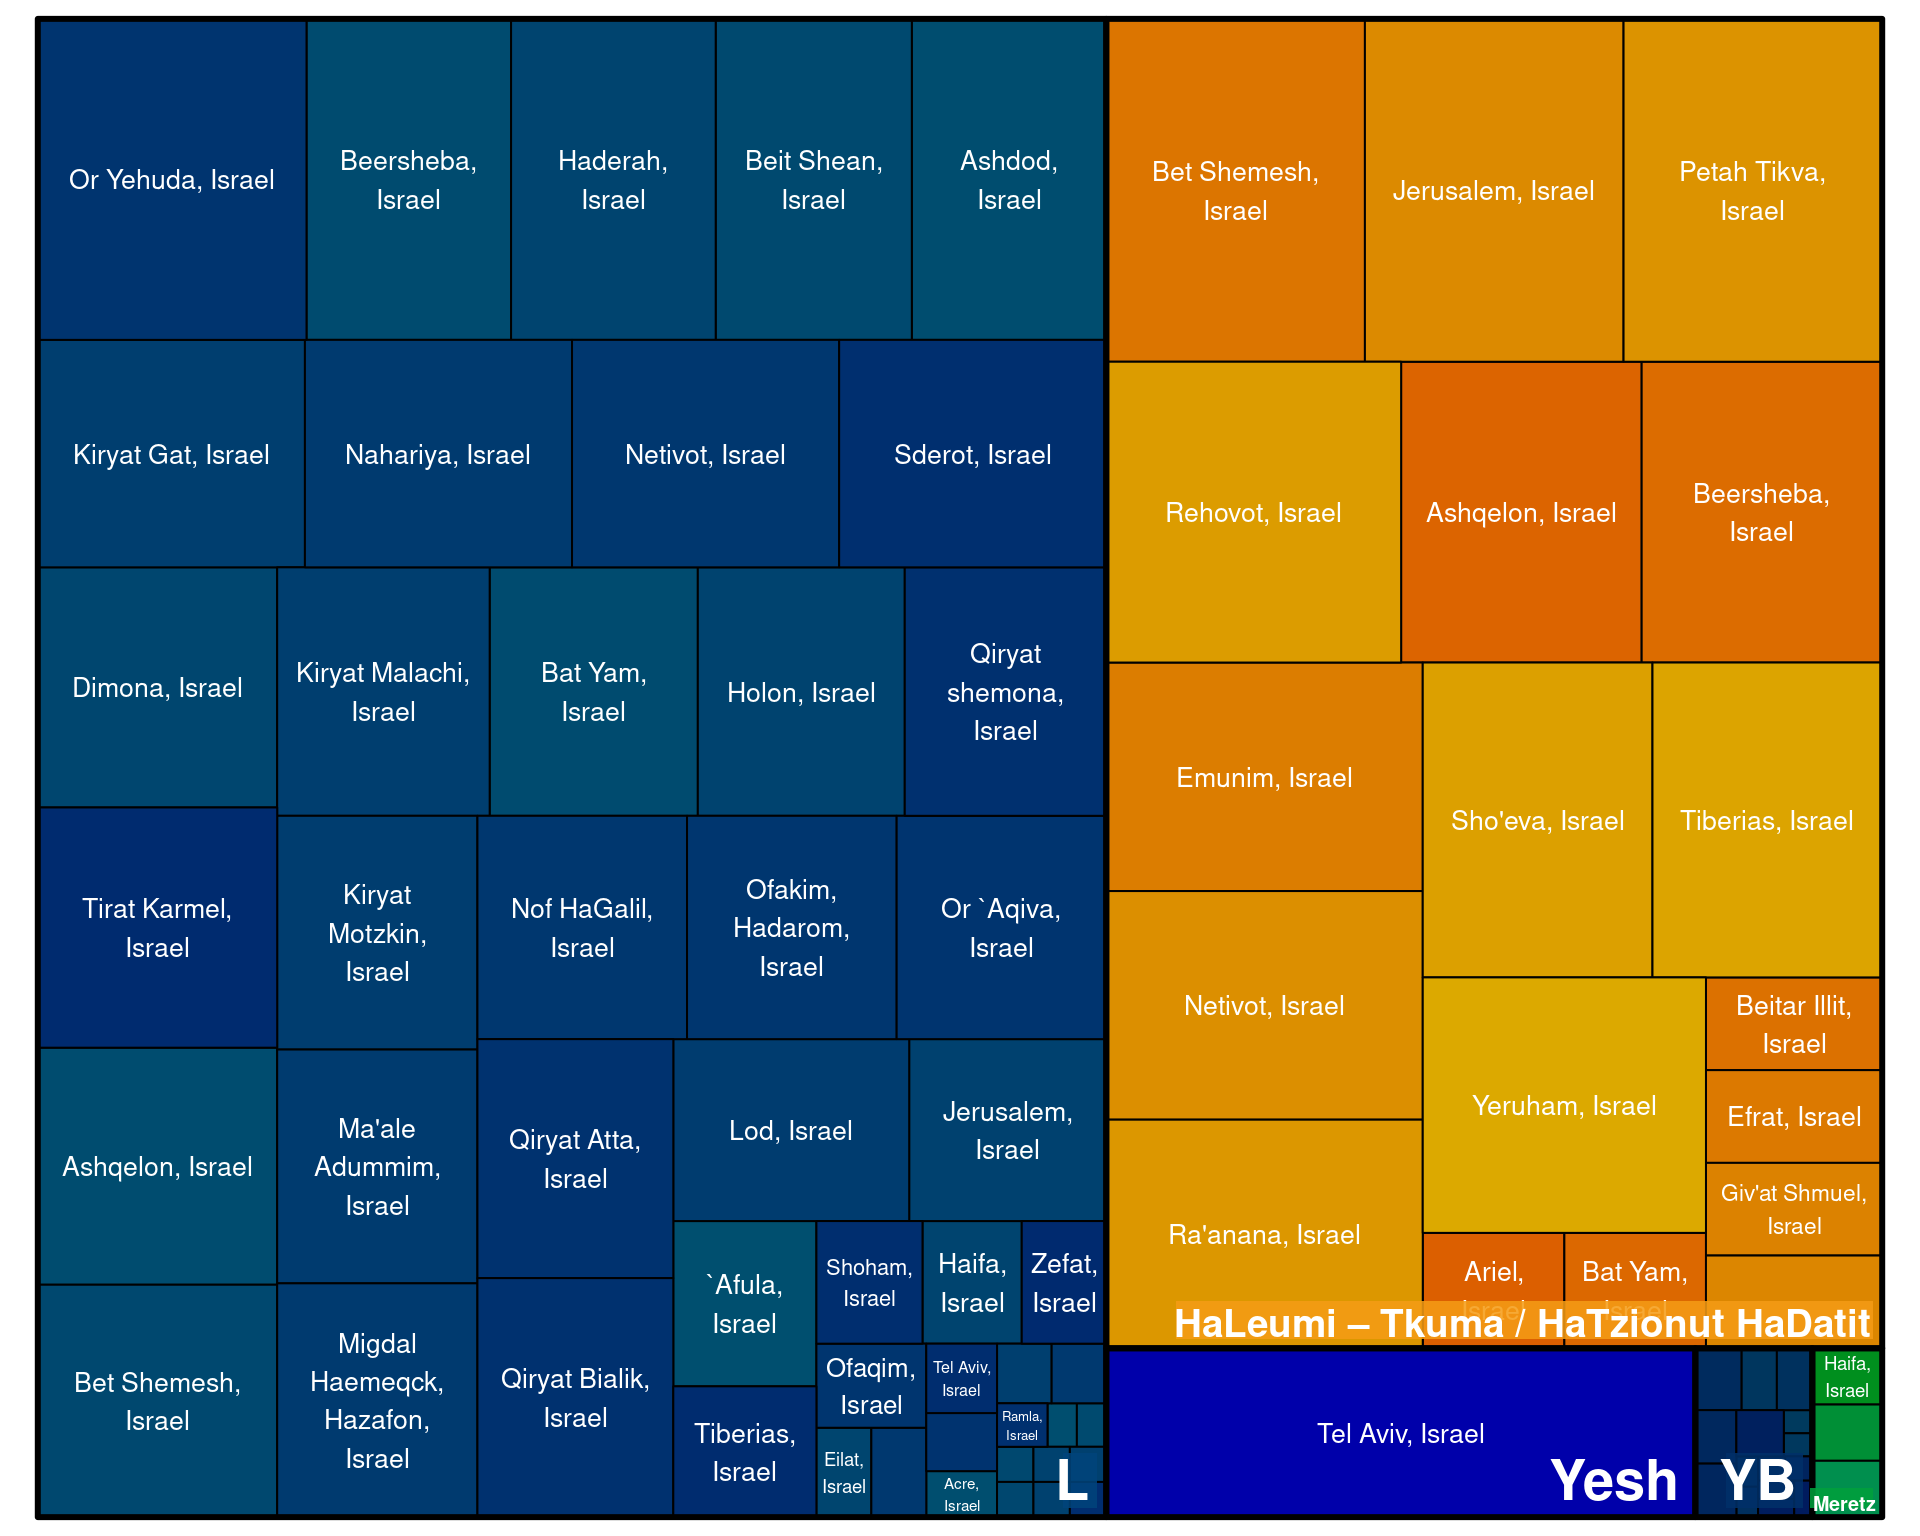 Or Yehuda, Israel
Beersheba,
Israel
Haderah,
Israel
Beit Shean,
Israel
Ashdod,
Israel
Kiryat Gat, Israel
Nahariya, Israel
Netivot, Israel
Sderot, Israel
Dimona, Israel
Kiryat Malachi,
Israel
Bat Yam,
Israel
Holon, Israel
Qiryat
shemona,
Israel
Tirat Karmel,
Israel
Kiryat
Motzkin,
Israel
Nof HaGalil,
Israel
Ofakim,
Hadarom,
Israel
Or `Aqiva,
Israel
Ashqelon, Israel
Ma'ale
Adummim,
Israel
Qiryat Atta,
Israel
Lod, Israel
Jerusalem,
Israel
Bet Shemesh,
Israel
Migdal
Haemeqck,
Hazafon,
Israel
Qiryat Bialik,
Israel
`Afula,
Israel
Tiberias,
Israel
Shoham,
Israel
Haifa,
Israel
Zefat,
Israel
Ofaqim,
Israel
Tel Aviv,
Israel
Eilat,
Israel
Ramla,
Israel
Acre,
Israel
L
Bet Shemesh,
Israel
Jerusalem, Israel
Petah Tikva,
Israel
Rehovot, Israel
Ashqelon, Israel
Beersheba,
Israel
Emunim, Israel
Sho'eva, Israel
Tiberias, Israel
Netivot, Israel
Yeruham, Israel
Beitar Illit,
Israel
Efrat, Israel
Giv'at Shmuel,
Israel
Ra'anana, Israel
Ariel,
Israel
Bat Yam,
Israel
HaLeumi – Tkuma / HaTzionut HaDatit
Tel Aviv, Israel
Yesh
YB
Haifa,
Israel
Meretz